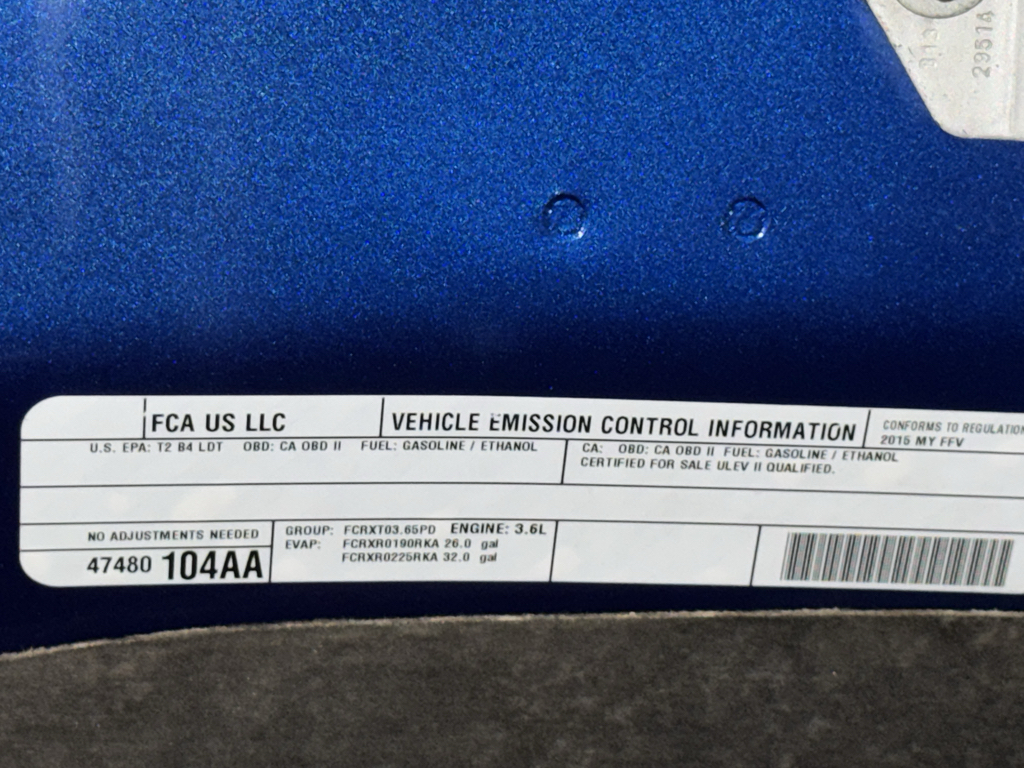 29514
FCA US LLC
VEHICLE EMISSION CONTROL INFORMATION
CONFORMS TO REGULATION
2015 MY FFV
U.S. EPA: T2 B4 LDT OBD: CA OBD II FUEL: GASOLINE / ETHANOL
CA: OBD: CA OBD II FUEL: GASOLINE / ETHANOL
CERTIFIED FOR SALE ULEV II QUALIFIED.
NO ADJUSTMENTS NEEDED
47480 104AA
GROUP: FCRXT03.65PD ENGINE: 3.6L
EVAP: FCRXR0190RKA 26.0 gal
FCRXR0225RKA 32.0 gal